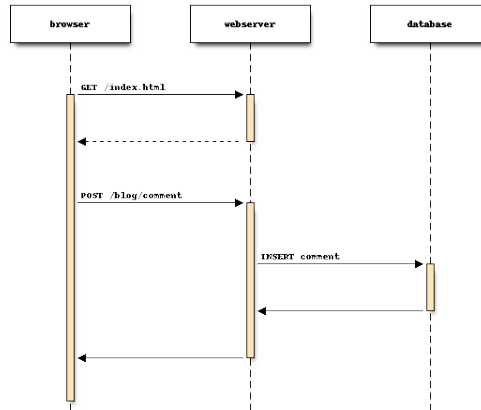 browser
webserver
database
GET /index.html
POST /blog/comment
INSERT comment